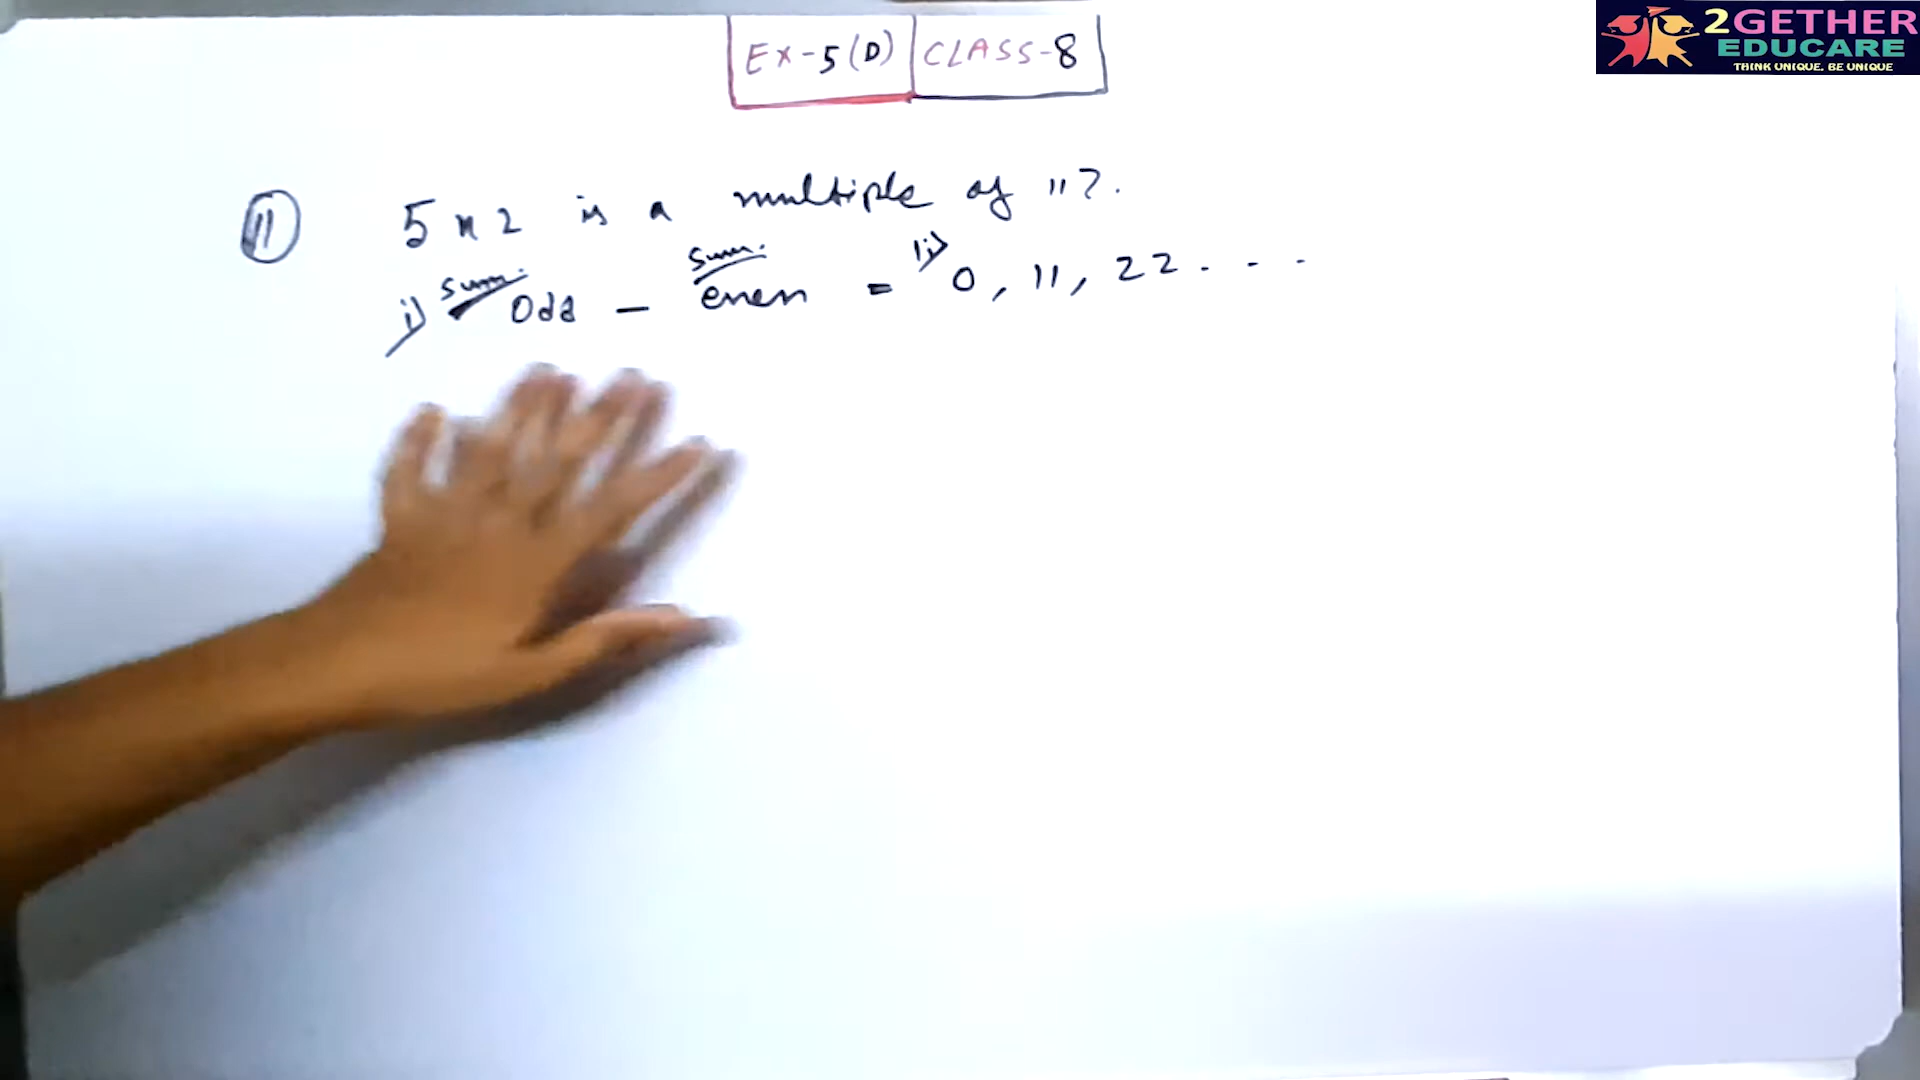 Ex-5(D) CLASS-8
2GETHER
EDUCARE
THINK UNIQUE. BE UNIQUE
11 5x2 is a multiple of 11?.
i) sum odd - sum even = ii) 0, 11, 22 . . .